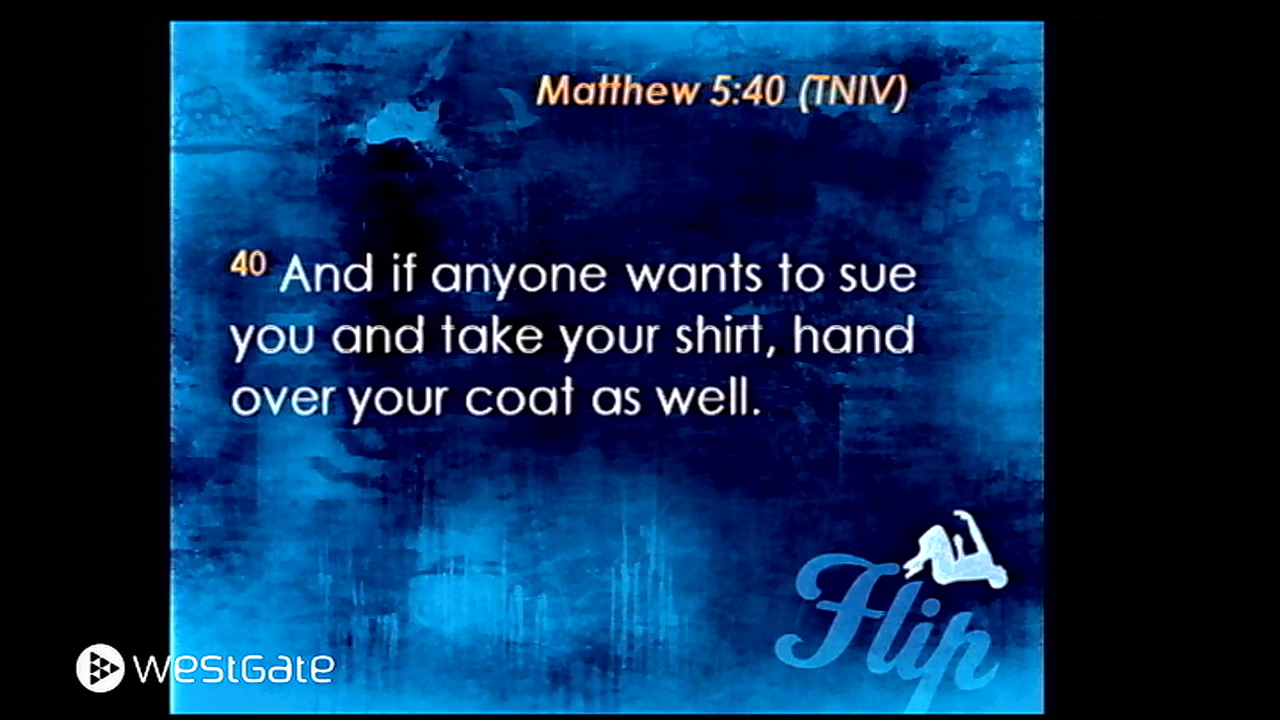 Matthew 5:40 (TNIV)
40 And if anyone wants to sue
you and take your shirt, hand
over your coat as well.
Flip
WESTGATE